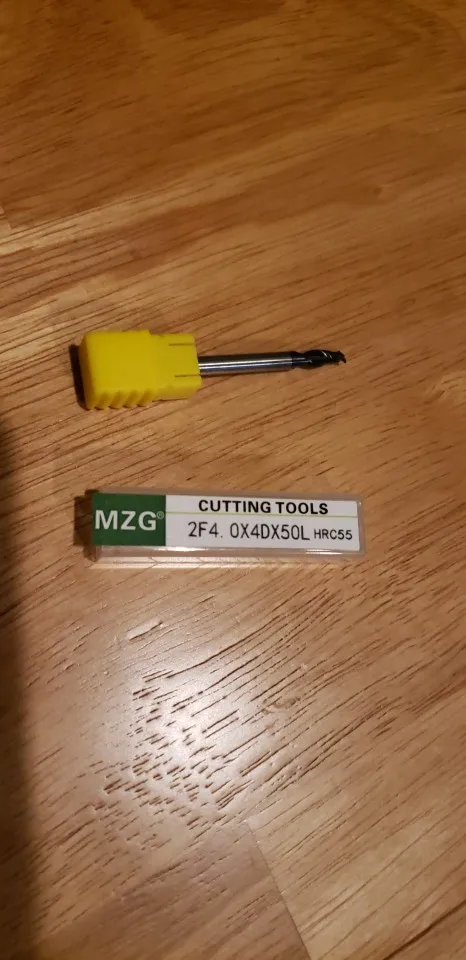 CUTTING TOOLS
MZG®
2F4. 0X4DX50L HRC55